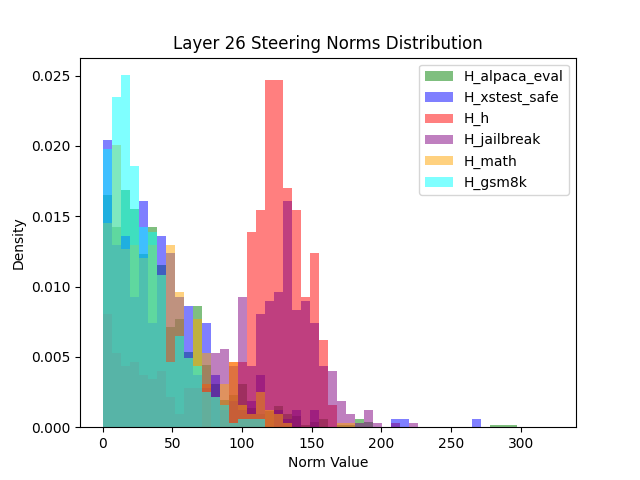 Layer 26 Steering Norms Distribution
0.025
0.020
0.015
0.010
0.005
0.000
Density
H_alpaca_eval
H_xstest_safe
H_h
H_jailbreak
H_math
H_gsm8k
0 50 100 150 200 250 300
Norm Value